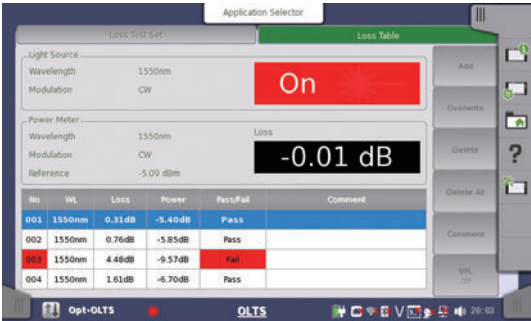 Application Selector
Loss Test Set
Loss Table
Light Source
Wavelength 1550nm
Modulation CW
On
Power Meter
Wavelength 1550nm
Modulation CW
Reference -5.09 dBm
Loss
-0.01 dB
No WL Loss Power Pass/Fail Comment
001 1550nm 0.31dB -5.40dB Pass
002 1550nm 0.76dB -5.85dB Pass
003 1550nm 4.48dB -9.57dB Fail
004 1550nm 1.61dB -6.70dB Pass
Add
Overwrite
Delete
Delete All
Comment
VFL
Off
?
Opt-OLTS
OLTS
20:03